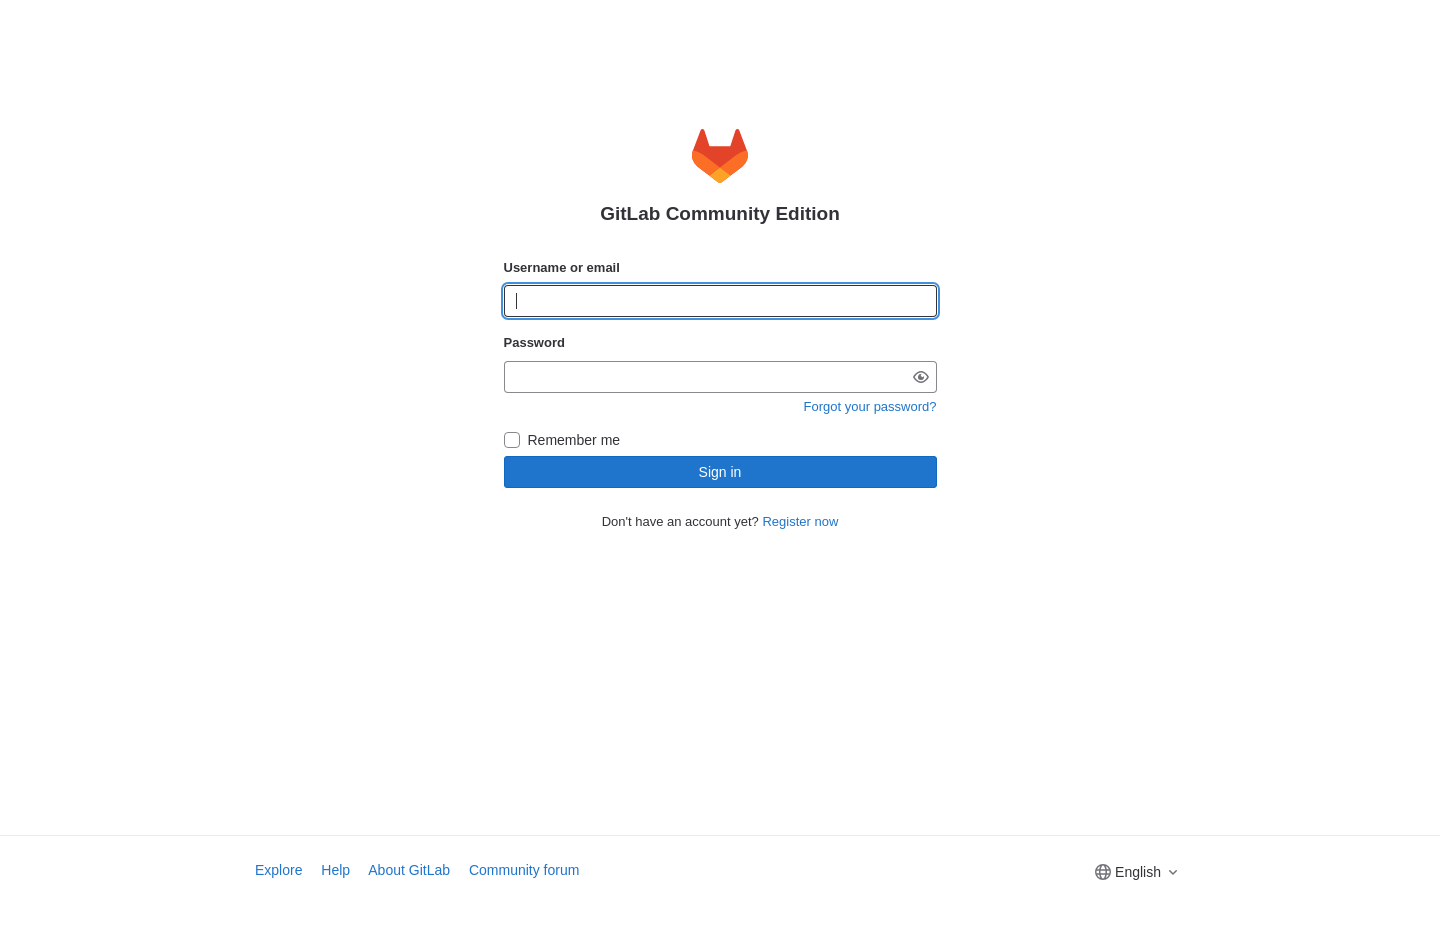 GitLab Community Edition
Username or email
Password
Forgot your password?
Remember me
Sign in
Don't have an account yet? Register now
Explore Help About GitLab Community forum English